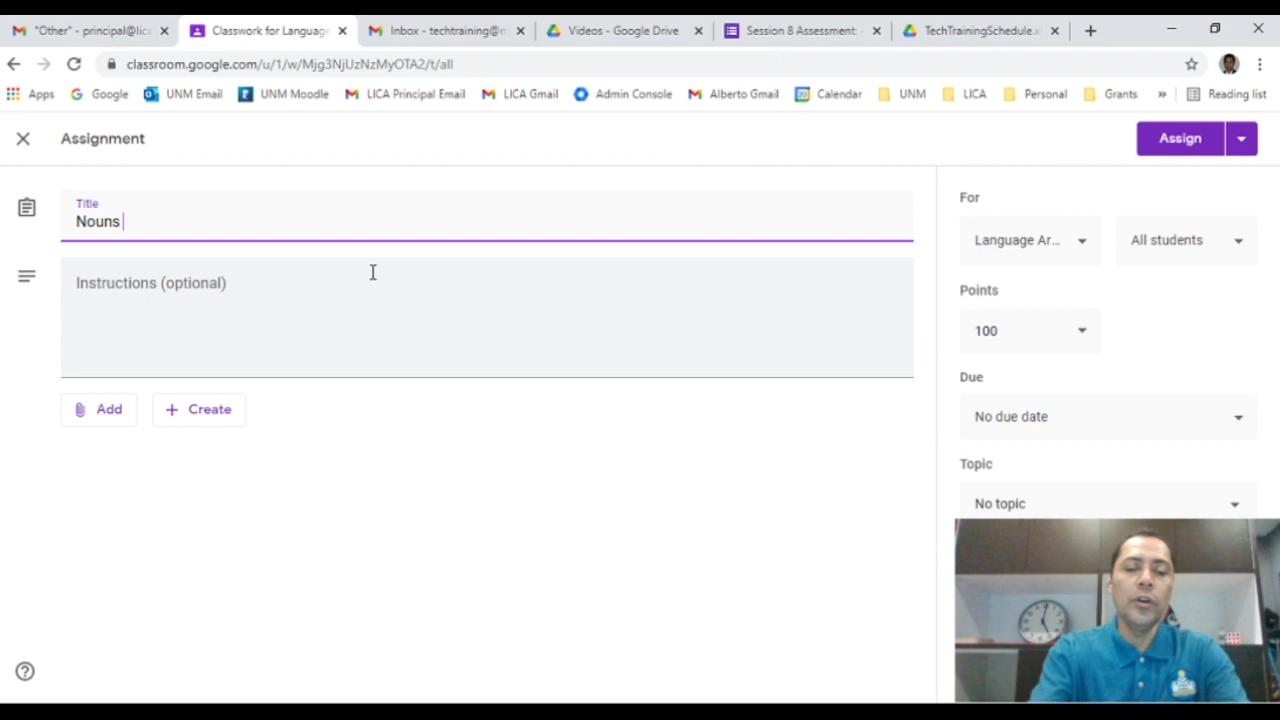 "Other" - principal@lica
Classwork for Language
Inbox - techtraining@m
Videos - Google Drive
Session 8 Assessment:
TechTrainingSchedule.x
classroom.google.com/u/1/w/Mjg3NjUzNzMyOTA2/t/all
Apps Google UNM Email UNM Moodle LICA Principal Email LICA Gmail Admin Console Alberto Gmail Calendar UNM LICA Personal Grants » Reading list
Assignment
Assign
Title
Nouns
Instructions (optional)
Add
Create
For
Language Ar...
All students
Points
100
Due
No due date
Topic
No topic